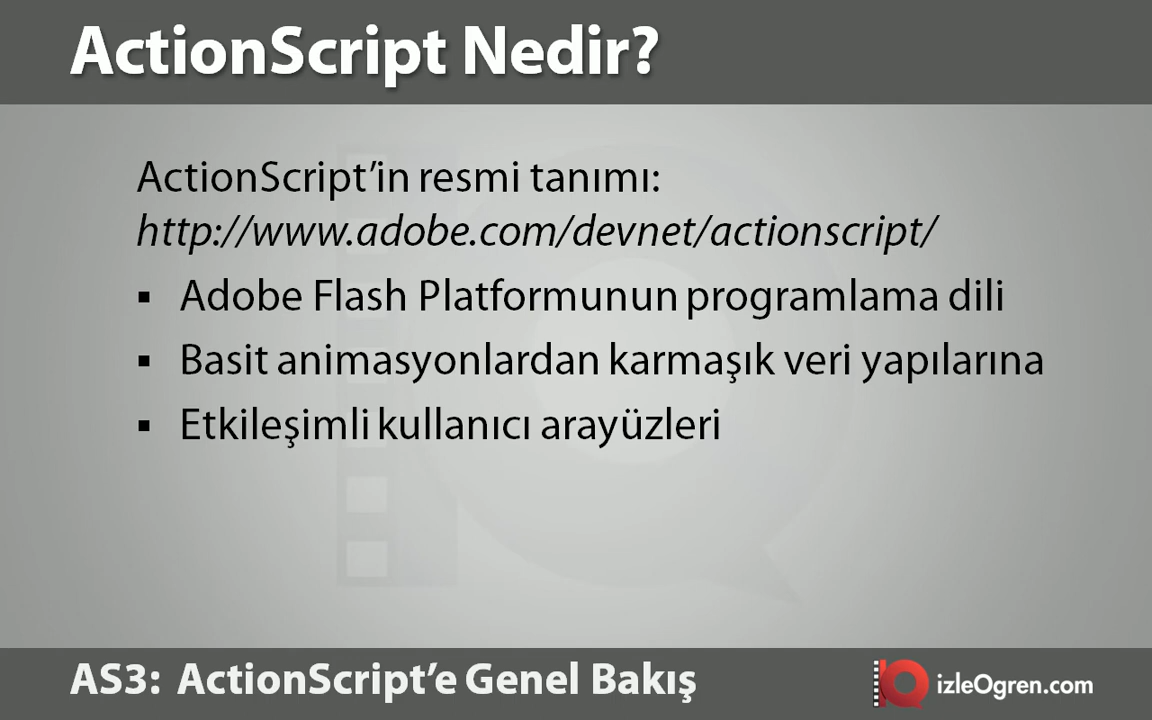 ActionScript Nedir?
ActionScript’in resmi tanımı:
http://www.adobe.com/devnet/actionscript/
▪ Adobe Flash Platformunun programlama dili
▪ Basit animasyonlardan karmaşık veri yapılarına
▪ Etkileşimli kullanıcı arayüzleri
AS3: ActionScript’e Genel Bakış
izleOgren.com